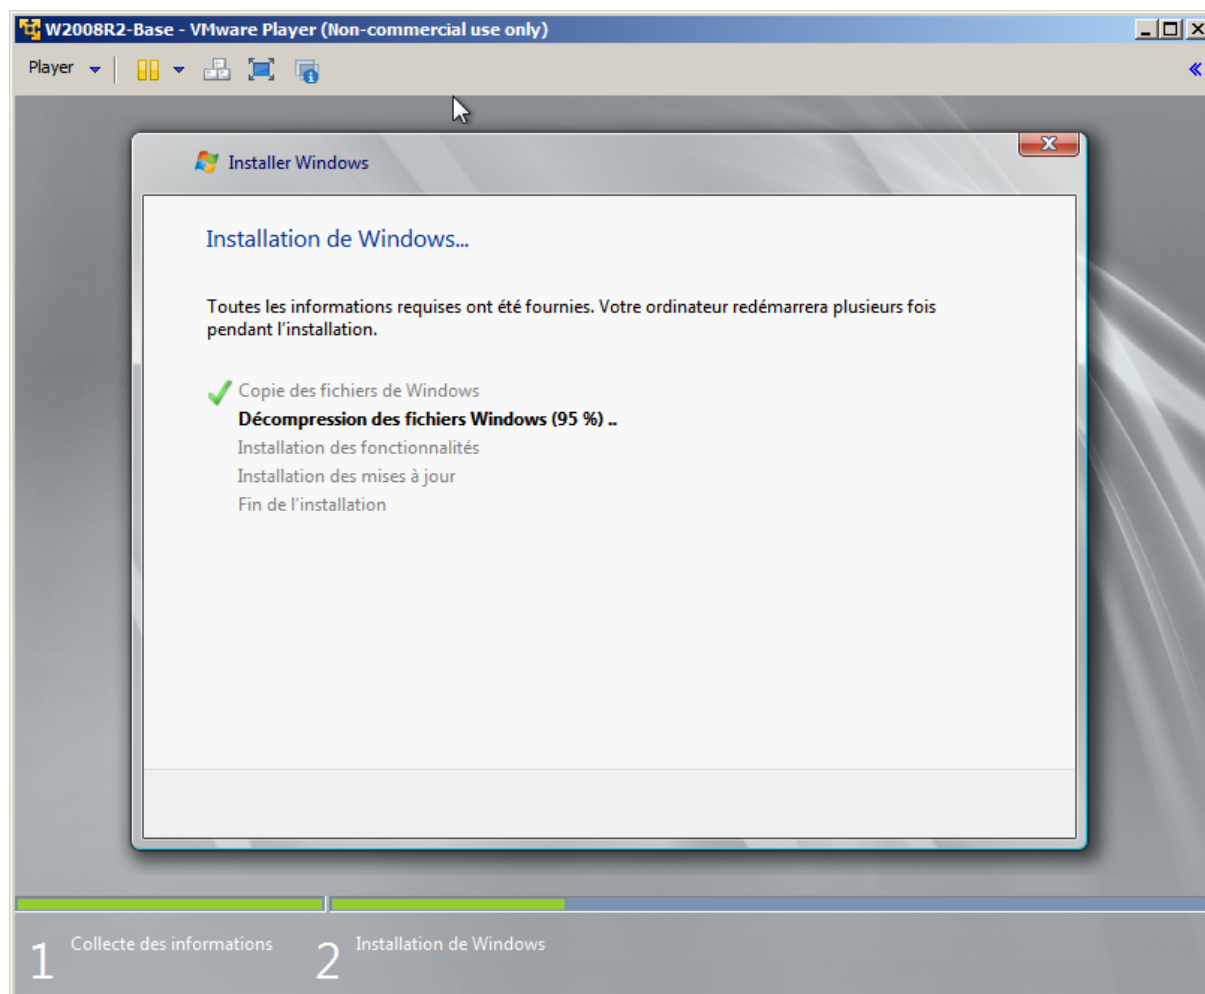 W2008R2-Base - VMware Player (Non-commercial use only)
Player
Installer Windows
Installation de Windows...
Toutes les informations requises ont été fournies. Votre ordinateur redémarrera plusieurs fois
pendant l'installation.
Copie des fichiers de Windows
Décompression des fichiers Windows (95 %) ..
Installation des fonctionnalités
Installation des mises à jour
Fin de l'installation
1 Collecte des informations 2 Installation de Windows